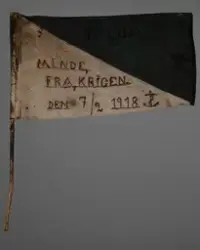 MINDE,
FRA, KRIGEN.
DEN 7/2 1918